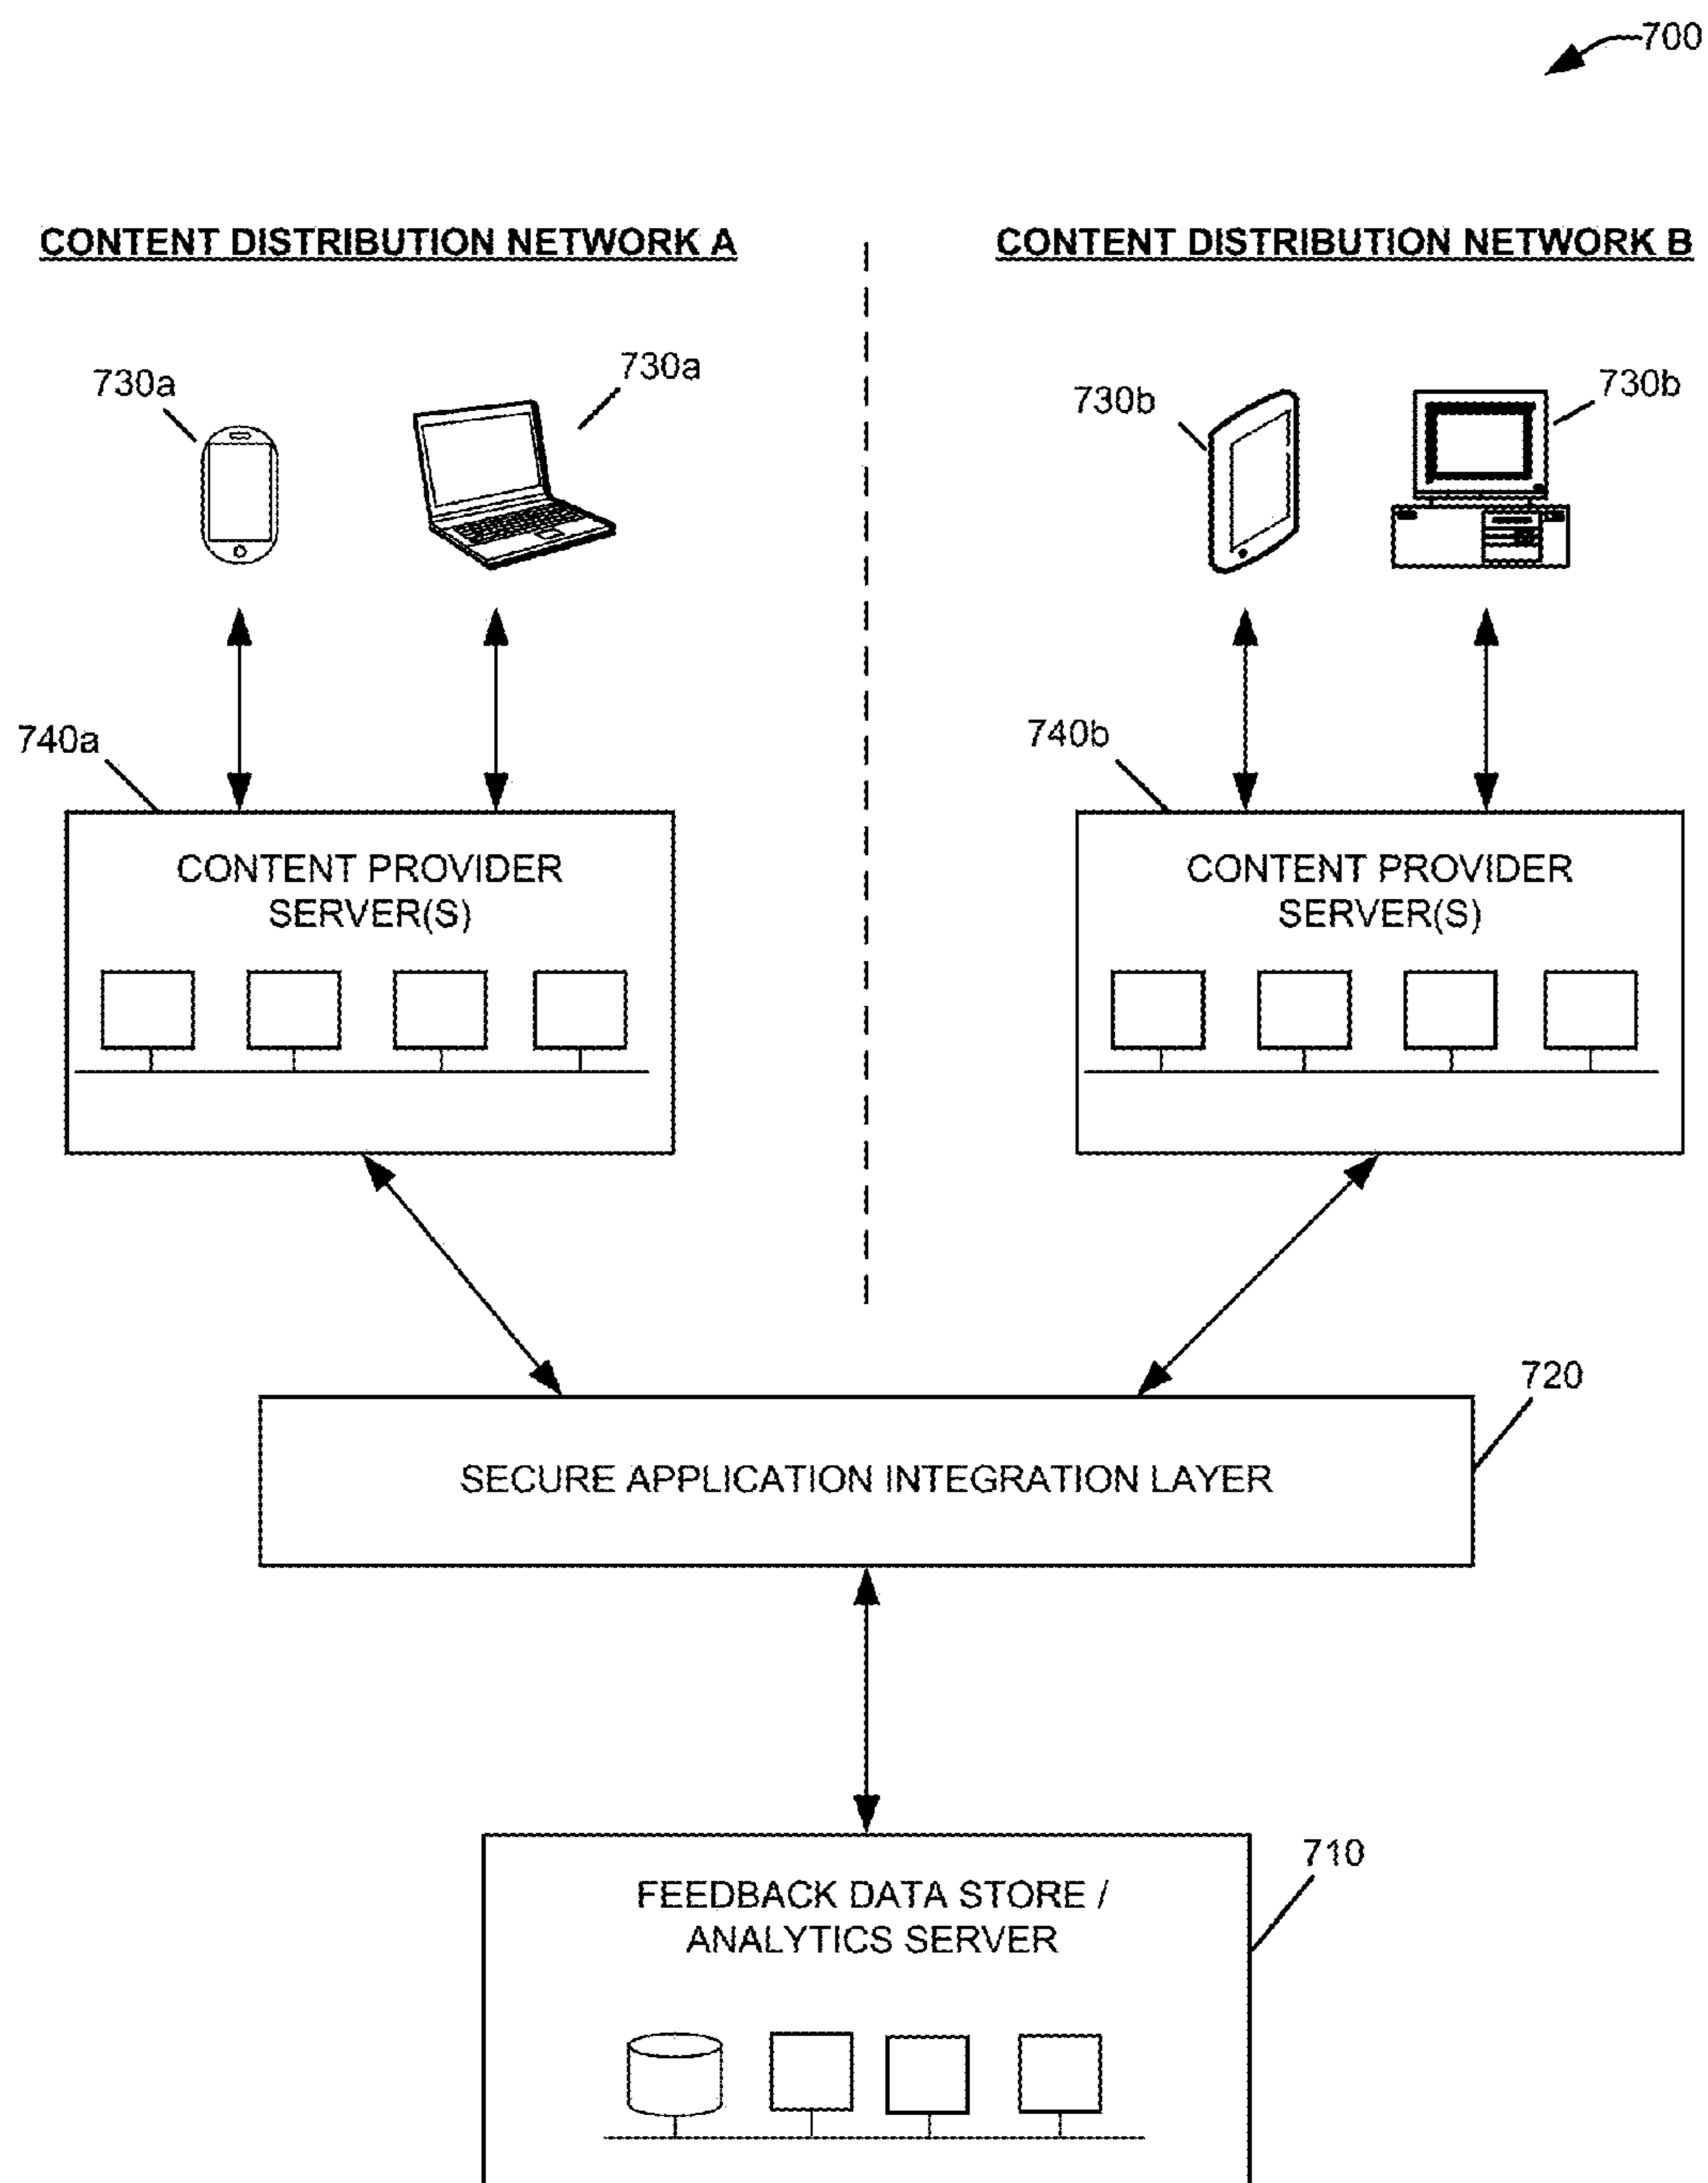 700
CONTENT DISTRIBUTION NETWORK A
CONTENT DISTRIBUTION NETWORK B
730a
730a
730b
730b
740a
740b
CONTENT PROVIDER
SERVER(S)
CONTENT PROVIDER
SERVER(S)
720
SECURE APPLICATION INTEGRATION LAYER
710
FEEDBACK DATA STORE /
ANALYTICS SERVER